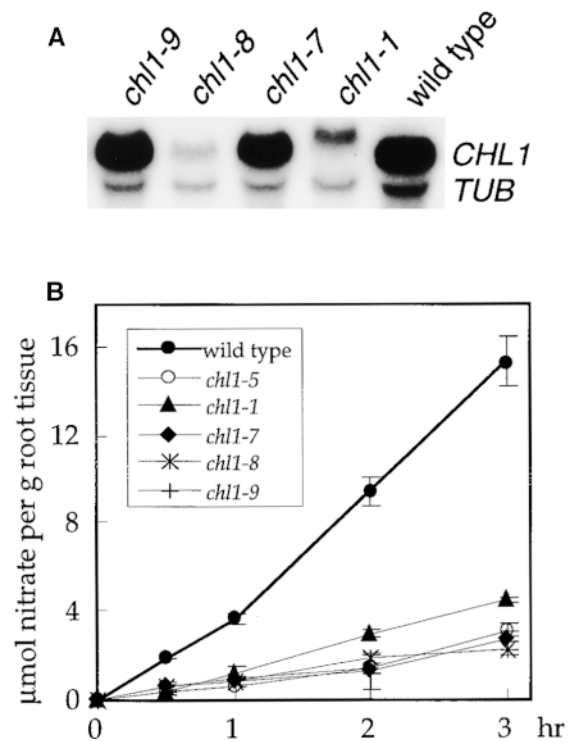 A
chl1-9
chl1-8
chl1-7
chl1-1
wild type
CHL1
TUB
B
µmol nitrate per g root tissue
16
12
8
4
0
wild type
chl1-5
chl1-1
chl1-7
chl1-8
chl1-9
0 1 2 3 hr